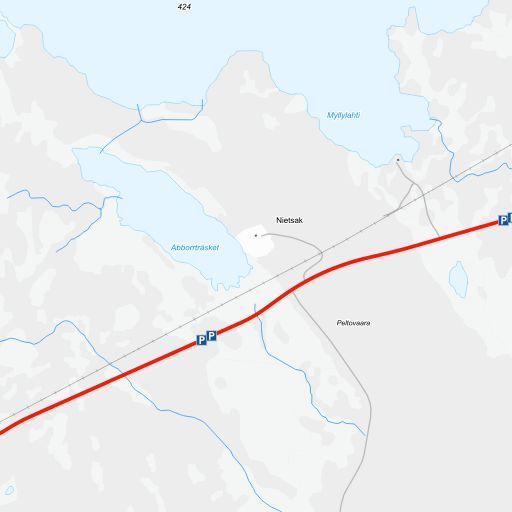 424
Myllylahti
Nietsak
Abborrträsket
P
Peltovaara
P P